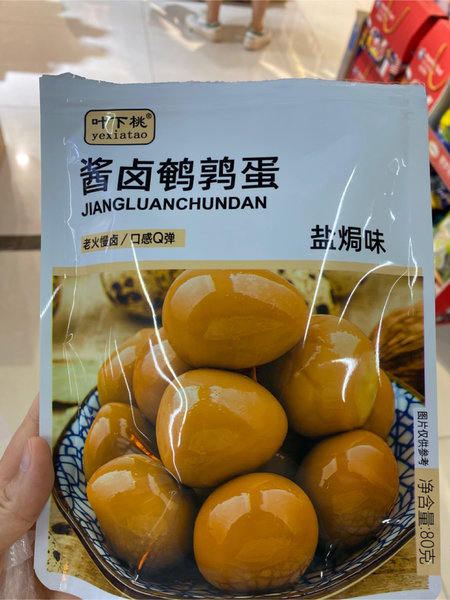 叶下桃®
yexiatao
酱卤鹌鹑蛋
JIANGLUANCHUNDAN
老火慢卤/口感Q弹
盐焗味
图片仅供参考
净含量:80克